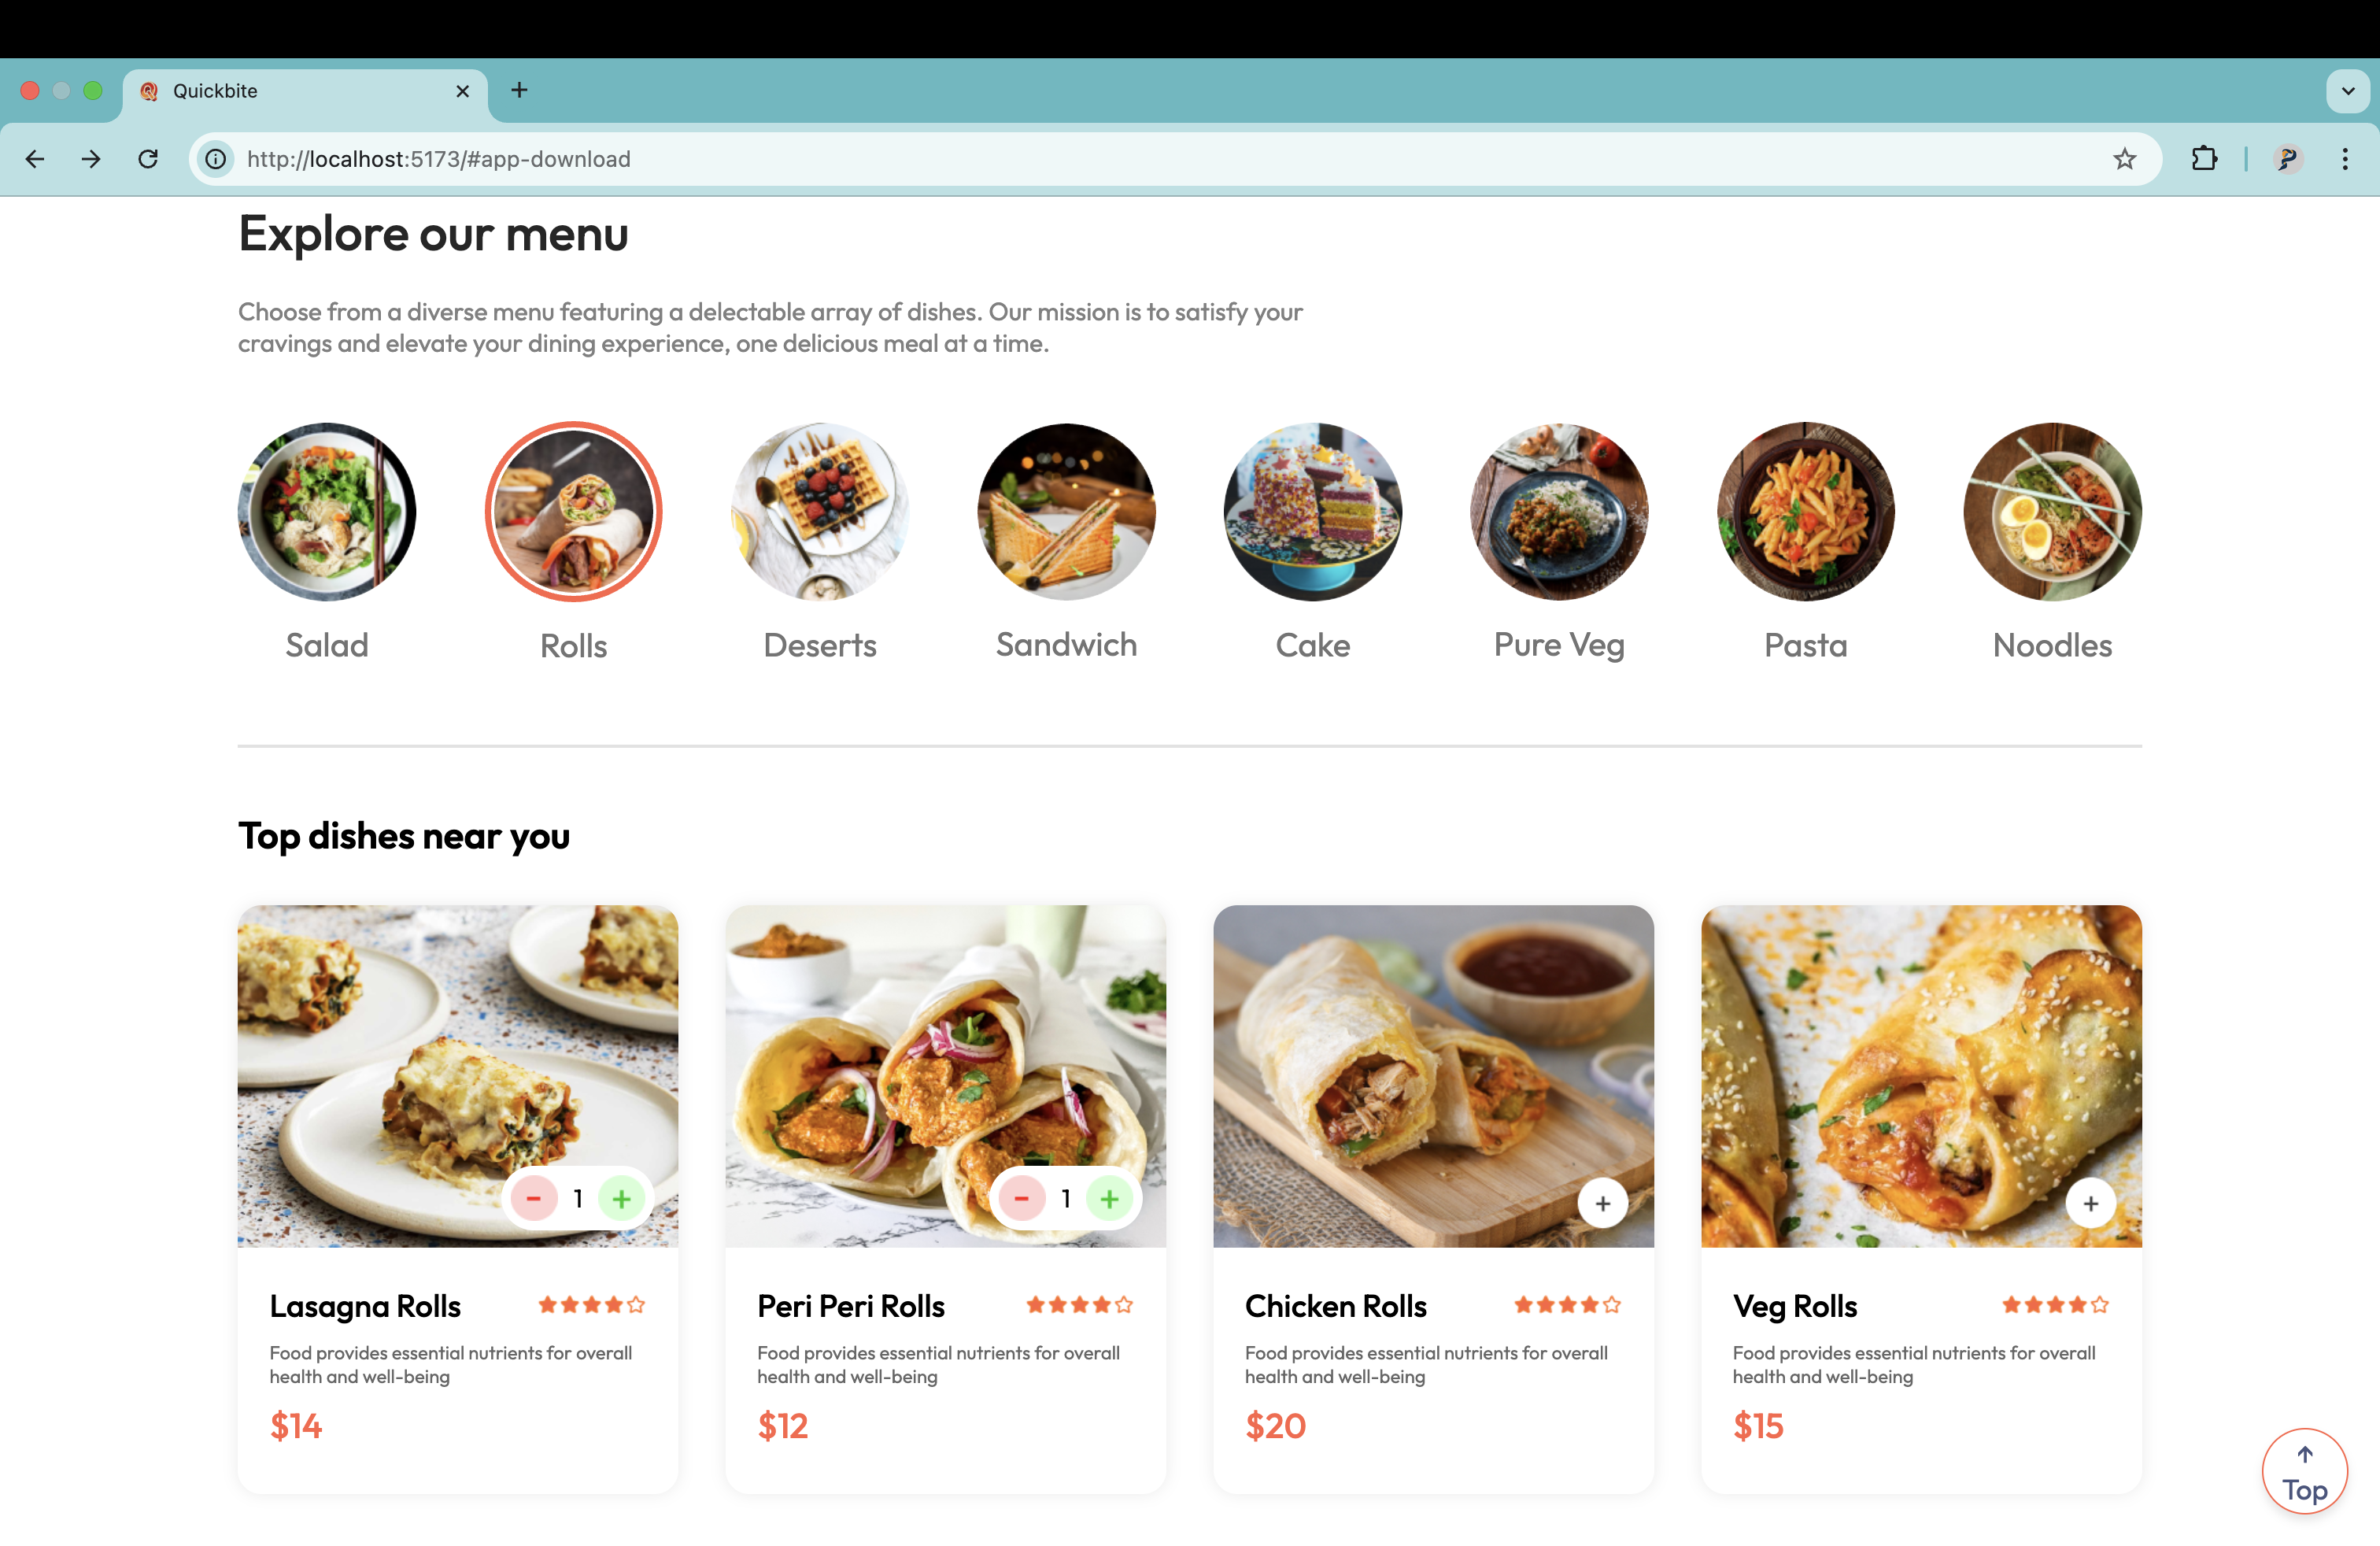 Quickbite
http://localhost:5173/#app-download
Explore our menu
Choose from a diverse menu featuring a delectable array of dishes. Our mission is to satisfy your
cravings and elevate your dining experience, one delicious meal at a time.
Salad
Rolls
Deserts
Sandwich
Cake
Pure Veg
Pasta
Noodles
Top dishes near you
1
1
Lasagna Rolls
Food provides essential nutrients for overall
health and well-being
$14
Peri Peri Rolls
Food provides essential nutrients for overall
health and well-being
$12
Chicken Rolls
Food provides essential nutrients for overall
health and well-being
$20
Veg Rolls
Food provides essential nutrients for overall
health and well-being
$15
Top